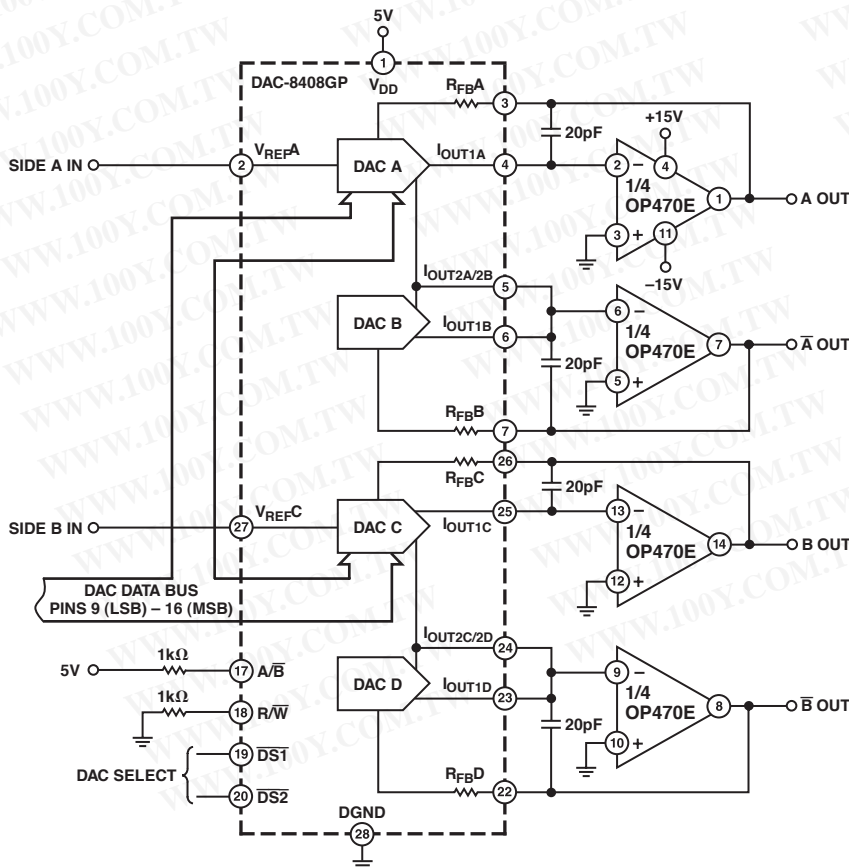 5V
1
DAC-8408GP
VDD
RFBA
3
+15V
20pF
4
SIDE A IN
2
VREFA
DAC A
IOUT1A
4
2
–
1/4
OP470E
1
A OUT
3
+
11
–15V
IOUT2A/2B
5
DAC B
IOUT1B
6
6
–
1/4
OP470E
7
A OUT
20pF
5
+
RFBB
7
26
RFBC
20pF
SIDE B IN
27
VREFC
DAC C
IOUT1C
25
13
–
1/4
OP470E
14
B OUT
12
+
DAC DATA BUS
PINS 9 (LSB) – 16 (MSB)
IOUT2C/2D
24
5V
1kΩ
17
A/B
DAC D
IOUT1D
23
9
–
1/4
OP470E
8
B OUT
1kΩ
18
R/W
20pF
10
+
DAC SELECT
19
DS1
20
DS2
RFBD
22
DGND
28
WWW.100Y.COM.TW